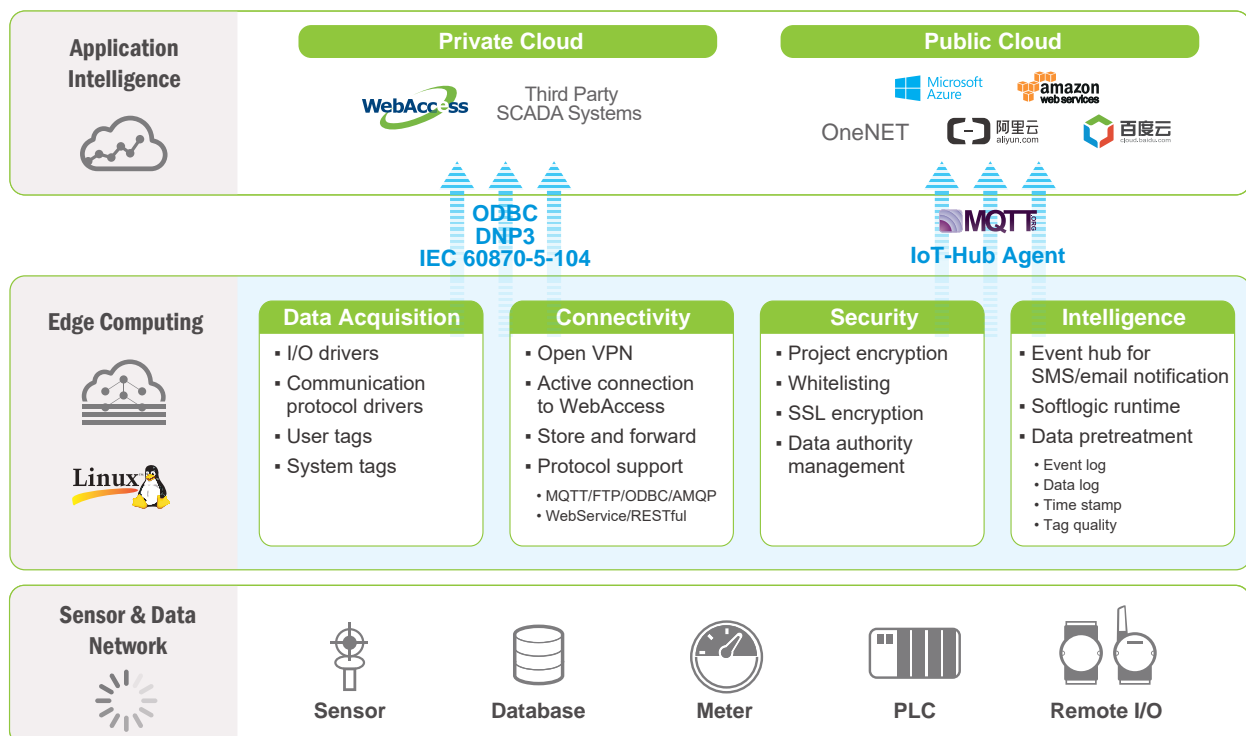 Application
Intelligence
Private Cloud
WebAccess
Third Party
SCADA Systems
Public Cloud
Microsoft
Azure
amazon
web services
OneNET
阿里云
aliyun.com
百度云
cloud.baidu.com
ODBC
DNP3
IEC 60870-5-104
MQTT.ORG
IoT-Hub Agent
Edge Computing
Linux
Data Acquisition
▪ I/O drivers
▪ Communication
protocol drivers
▪ User tags
▪ System tags
Connectivity
▪ Open VPN
▪ Active connection
to WebAccess
▪ Store and forward
▪ Protocol support
• MQTT/FTP/ODBC/AMQP
• WebService/RESTful
Security
▪ Project encryption
▪ Whitelisting
▪ SSL encryption
▪ Data authority
management
Intelligence
▪ Event hub for
SMS/email notification
▪ Softlogic runtime
▪ Data pretreatment
• Event log
• Data log
• Time stamp
• Tag quality
Sensor & Data
Network
Sensor
Database
Meter
PLC
Remote I/O